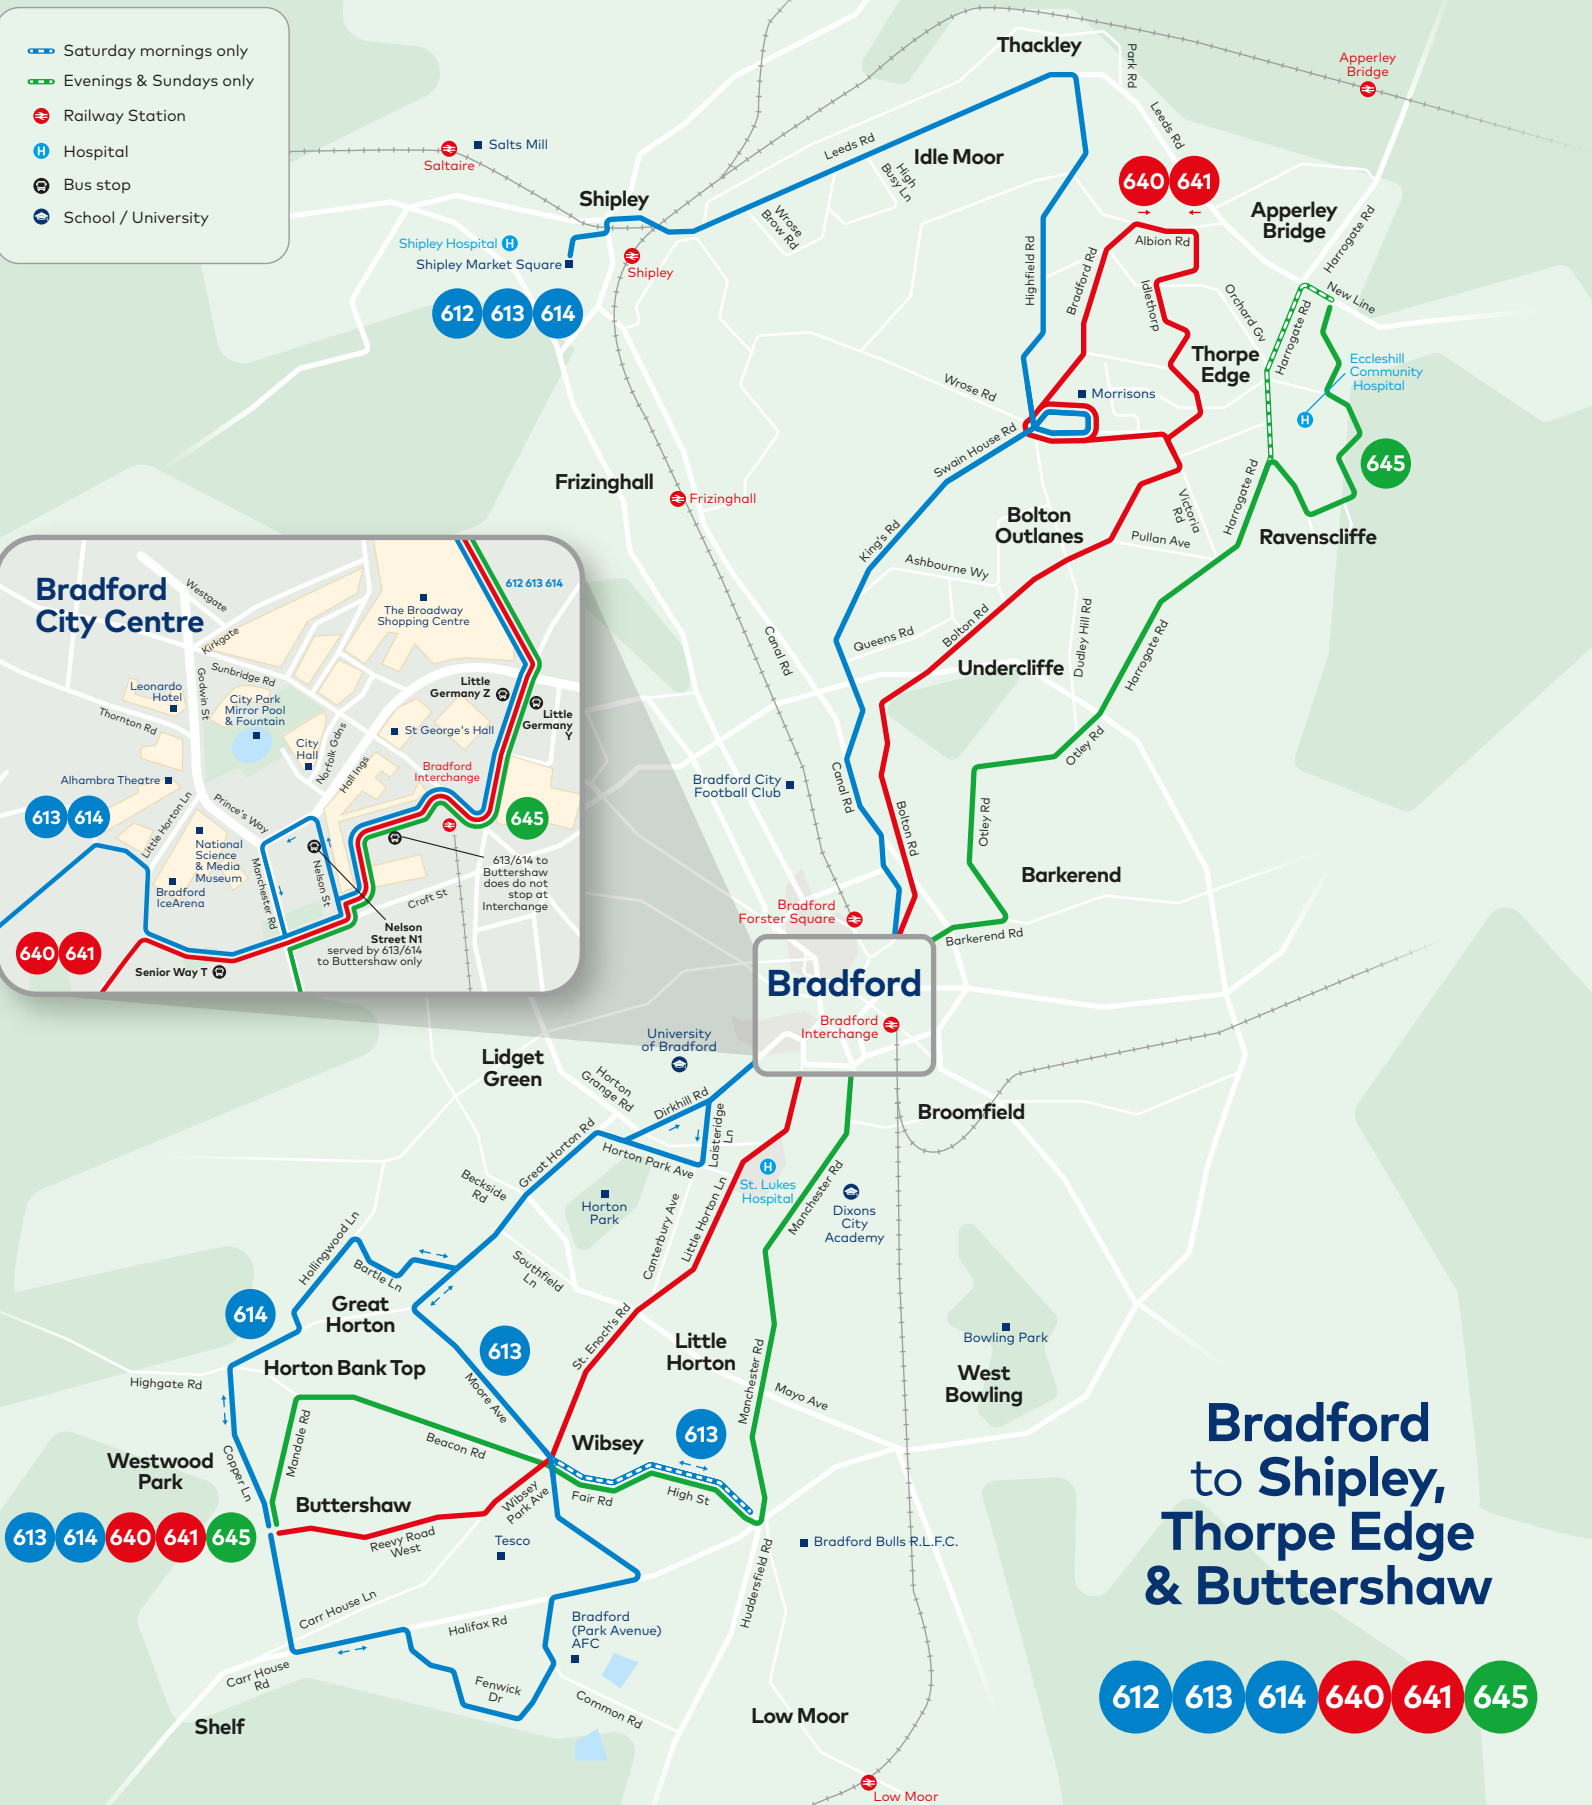 Saturday mornings only
Evenings & Sundays only
Railway Station
Hospital
Bus stop
School / University
Thackley
Park Rd
Leeds Rd
Apperley
Bridge
Saltaire
Salts Mill
Leeds Rd
High
Busy Ln
Idle Moor
Wrose
Brow Rd
640
641
Shipley
Shipley Hospital
Shipley Market Square
Shipley
612
613
614
Apperley
Bridge
Harrogate Rd
New Line
Albion Rd
Highfield Rd
Bradford Rd
Idlethorp
Orchard Gv
Harrogate Rd
Thorpe
Edge
Eccleshill
Community
Hospital
Wrose Rd
Morrisons
Swain House Rd
645
Harrogate Rd
Ravenscliffe
Frizinghall
Frizinghall
Bolton
Outlanes
Victoria
Rd
Pullan Ave
King's Rd
Ashbourne Wy
Queens Rd
Bolton Rd
Dudley Hill Rd
Harrogate Rd
Undercliffe
Canal Rd
Otley Rd
Otley Rd
Bradford City
Football Club
Canal Rd
Bolton Rd
Barkerend
Bradford
Forster Square
Barkerend Rd
Bradford
Bradford
Interchange
Bradford
City Centre
Westgate
Kirkgate
Sunbridge Rd
Godwin St
Thornton Rd
The Broadway
Shopping Centre
612 613 614
Leonardo
Hotel
City Park
Mirror Pool
& Fountain
City
Hall
Norfolk Gdns
Hall Ings
St George's Hall
Little
Germany Z
Little
Germany
Y
Bradford
Interchange
645
Alhambra Theatre
613
614
Little Horton Ln
Prince's Way
National
Science
& Media
Museum
Bradford
IceArena
Manchester Rd
Nelson St
Croft St
613/614 to
Buttershaw
does do not
stop at
Interchange
Nelson
Street N1
served by 613/614
to Buttershaw only
640
641
Senior Way T
University
of Bradford
Lidget
Green
Horton
Grange Rd
Dirkhill Rd
Laisteridge
Ln
Broomfield
Great Horton Rd
Horton Park Ave
Beckside
Rd
Horton
Park
Canterbury Ave
Little Horton Ln
St. Lukes
Hospital
Manchester Rd
Dixons
City
Academy
Hollingwood Ln
Bartle Ln
Southfield
Ln
614
Great
Horton
613
St. Enoch's Rd
Little
Horton
Bowling Park
West
Bowling
Horton Bank Top
Highgate Rd
Moore Ave
Manchester Rd
Mayo Ave
Mandale Rd
Beacon Rd
Wibsey
613
Westwood
Park
Copper Ln
Buttershaw
Wibsey
Park Ave
Fair Rd
High St
613
614
640
641
645
Reevy Road
West
Tesco
Bradford Bulls R.L.F.C.
Huddersfield Rd
Carr House Ln
Halifax Rd
Bradford
(Park Avenue)
AFC
Carr House
Rd
Fenwick
Dr
Common Rd
Shelf
Low Moor
Low Moor
Bradford
to Shipley,
Thorpe Edge
& Buttershaw
612
613
614
640
641
645